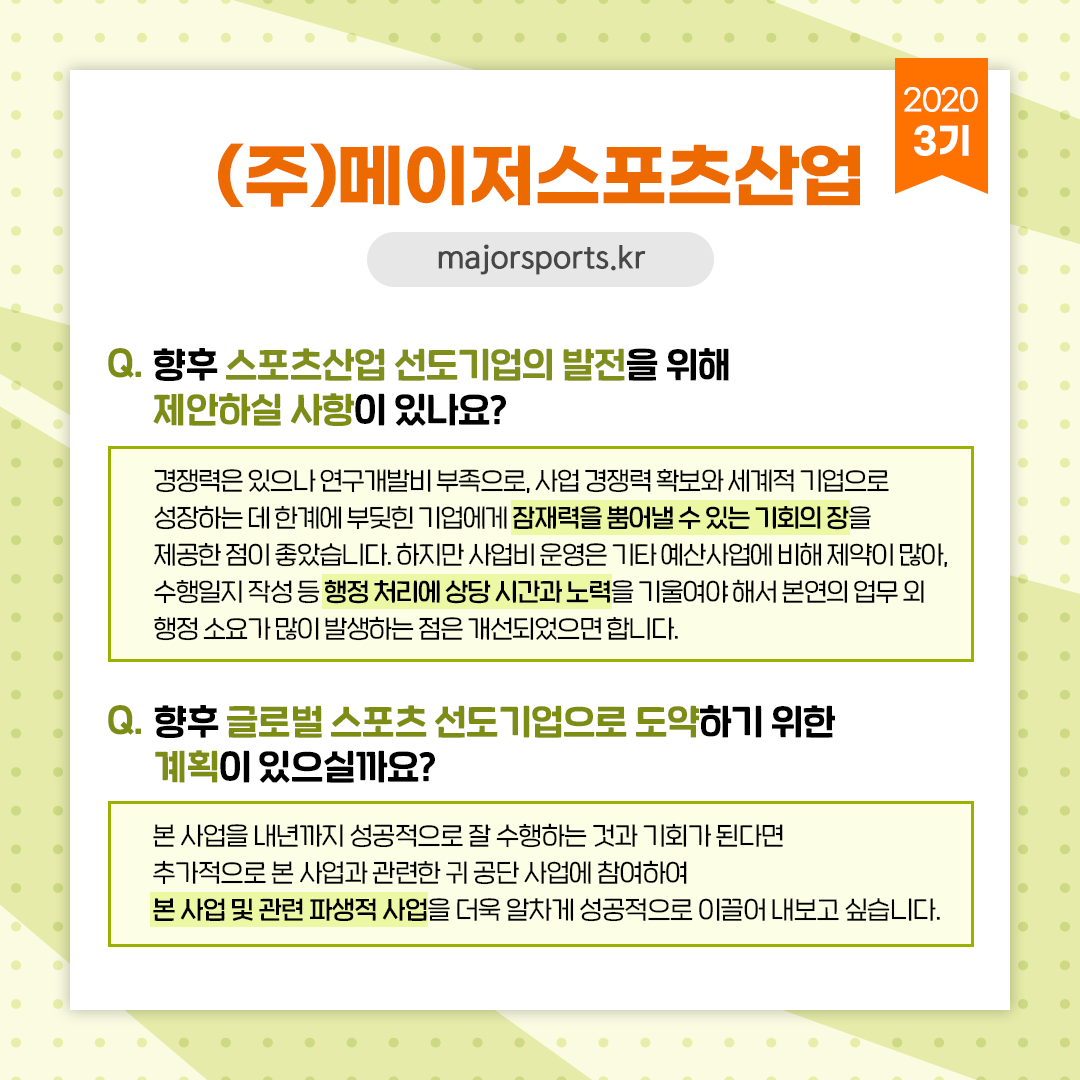 2020
3기
(주)메이저스포츠산업
majorsports.kr
Q. 향후 스포츠산업 선도기업의 발전을 위해
제안하실 사항이 있나요?
경쟁력은 있으나 연구개발비 부족으로, 사업 경쟁력 확보와 세계적 기업으로
성장하는 데 한계에 부딪힌 기업에게 잠재력을 뿜어낼 수 있는 기회의 장을
제공한 점이 좋았습니다. 하지만 사업비 운영은 기타 예산사업에 비해 제약이 많아,
수행일지 작성 등 행정 처리에 상당 시간과 노력을 기울여야 해서 본연의 업무 외
행정 소요가 많이 발생하는 점은 개선되었으면 합니다.
Q. 향후 글로벌 스포츠 선도기업으로 도약하기 위한
계획이 있으실까요?
본 사업을 내년까지 성공적으로 잘 수행하는 것과 기회가 된다면
추가적으로 본 사업과 관련한 귀 공단 사업에 참여하여
본 사업 및 관련 파생적 사업을 더욱 알차게 성공적으로 이끌어 내보고 싶습니다.